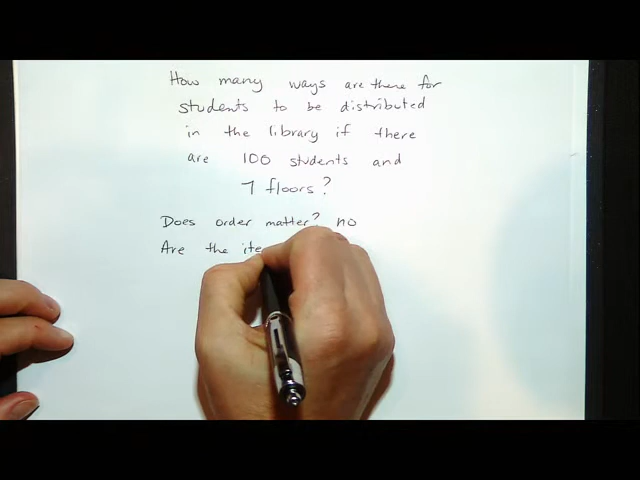 How many ways are there for
students to be distributed
in the library if there
are 100 students and
7 floors?
Does order matter? no
Are the ite